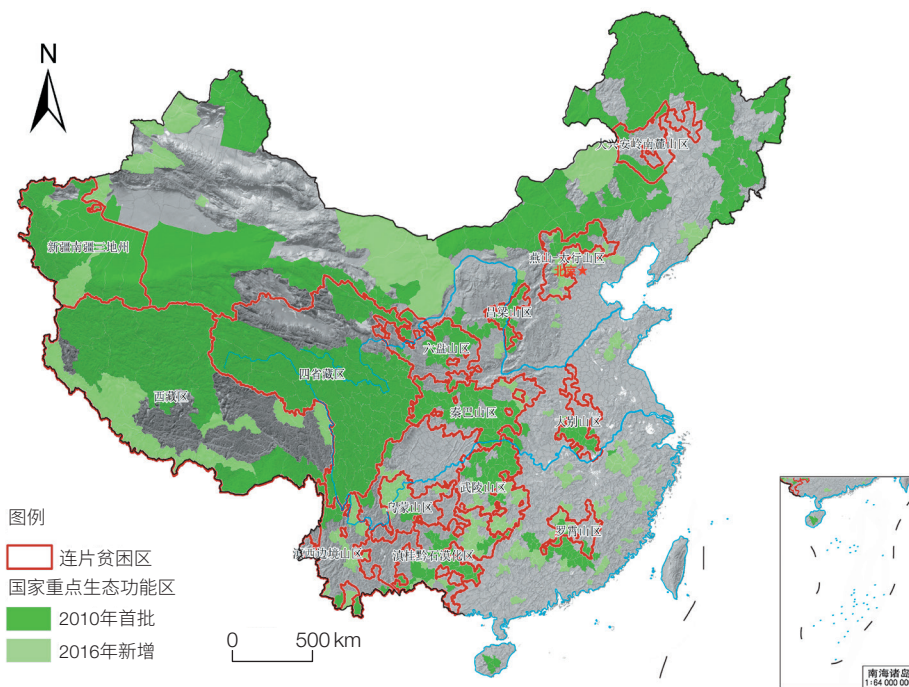 N
大兴安岭南麓山区
新疆南疆三地州
燕山-太行山区
北京★
吕梁山区
六盘山区
四省藏区
西藏区
秦巴山区
大别山区
武陵山区
乌蒙山区
罗霄山区
滇西边境山区
滇桂黔石漠化区
图例
连片贫困区
国家重点生态功能区
2010年首批
2016年新增
0 500 km
南海诸岛
1:64 000 000